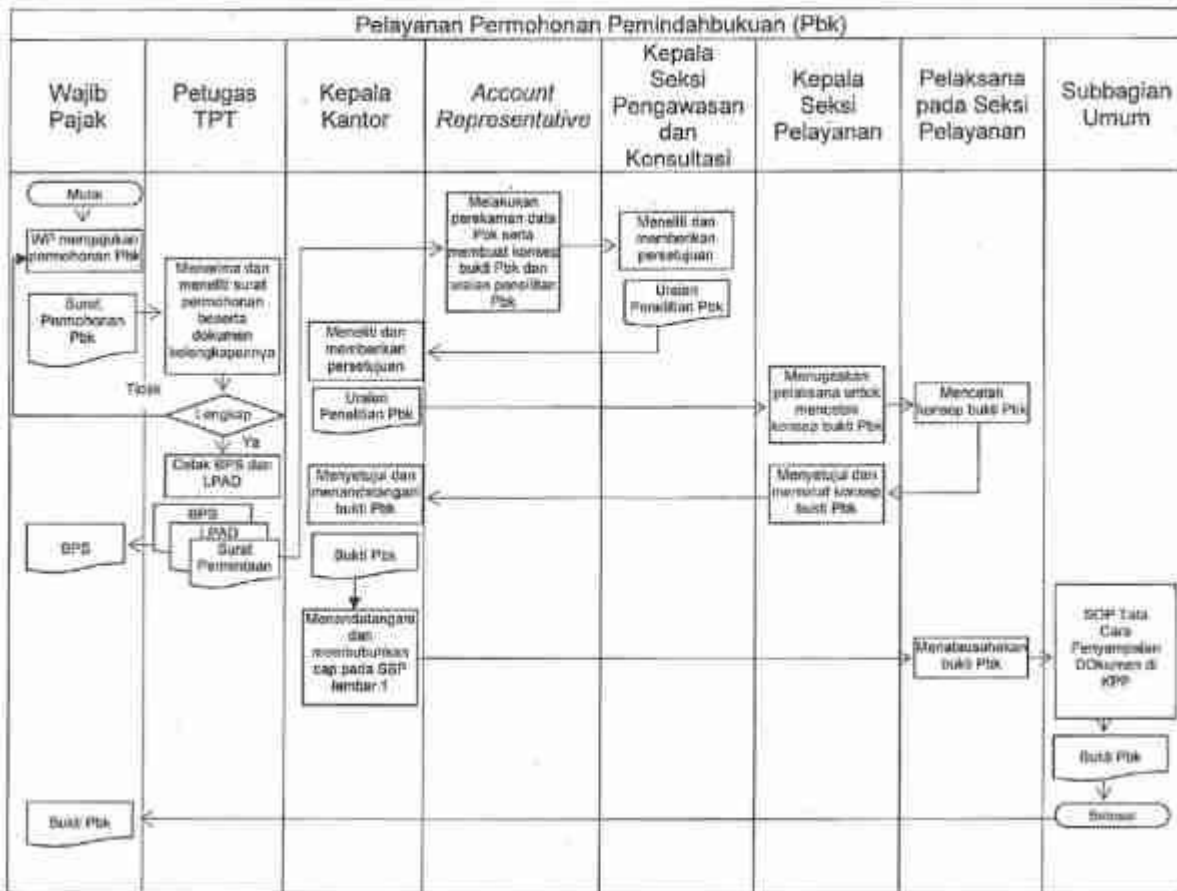 Pelayanan Permohonan Pemindahbukuan (Pbk)
Wajib
Pajak
Petugas
TPT
Kepala
Kantor
Account
Representative
Kepala
Seksi
Pengawasan
dan
Konsultasi
Kepala
Seksi
Pelayanan
Pelaksana
pada Seksi
Pelayanan
Subbagian
Umum
Mulai
WP mengajukan
permohonan Pbk
Surat
Permohonan
Pbk
Menerima dan
meneliti surat
permohonan
beserta
dokumen
kelengkapannya
Tidak
Lengkap
Ya
Cetak BPS dan
LPAD
BPS
LPAD
Surat
Permintaan
BPS
Melakukan
perekaman data
Pbk serta
membuat konsep
bukti Pbk dan
uraian penelitian
Pbk
Meneliti dan
memberikan
persetujuan
Uraian
Penelitian Pbk
Meneliti dan
memberikan
persetujuan
Uraian
Penelitian Pbk
Menugaskan
pelaksana untuk
mencetak
konsep bukti Pbk
Mencetak
konsep bukti Pbk
Menyetujui dan
memaraf konsep
bukti Pbk
Menyetujui dan
menandatangani
bukti Pbk
Bukti Pbk
Menandatangani
dan
membubuhkan
cap pada SSP
lembar 1
Menatausahakan
bukti Pbk
SOP Tata
Cara
Penyampaian
DOkumen di
KPP
Bukti Pbk
Selesai
Bukti Pbk